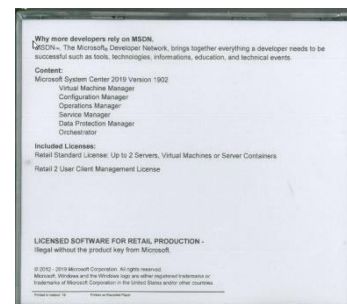 Why more developers rely on MSDN.
MSDN~, The Microsoft® Developer Network, brings together everything a developer needs to be
successful such as tools, technologies, informations, education, and technical events.
Content:
Microsoft System Center 2019 Version 1902
Virtual Machine Manager
Configuration Manager
Operations Manager
Service Manager
Data Protection Manager
Orchestrator
Included Licenses:
Retail Standard License: Up to 2 Servers, Virtual Machines or Server Containers
Retail 2 User Client Management License
LICENSED SOFTWARE FOR RETAIL PRODUCTION -
Illegal without the product key from Microsoft.
© 2012 - 2019 Microsoft Corporation. All rights reserved.
Microsoft, Windows and the Windows logo are either registered trademarks or
trademarks of Microsoft Corporation in the United States and/or other countries.
Printed on Recycled Paper